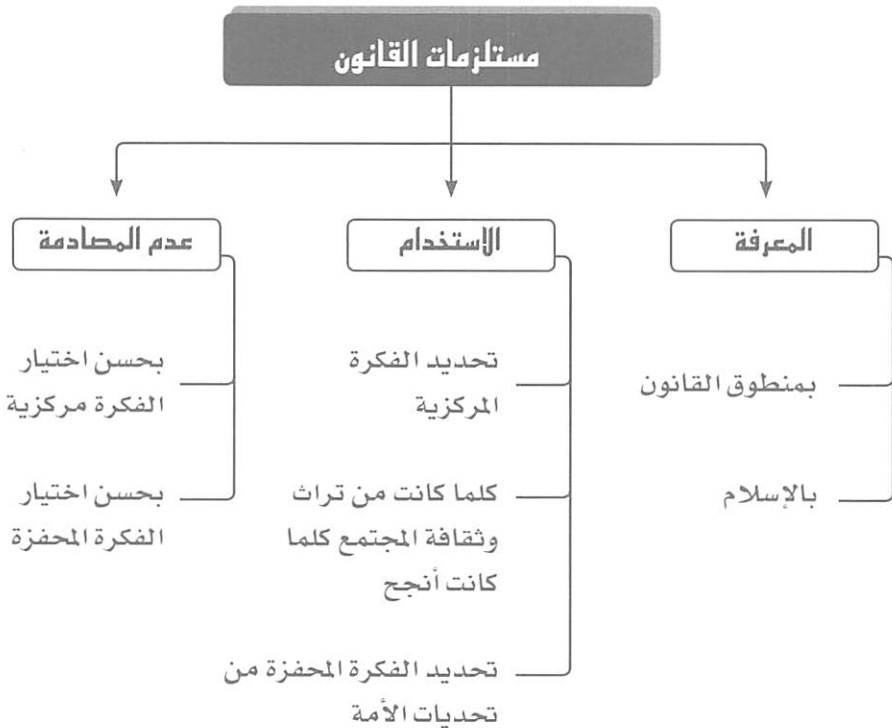 مستلزمات القانون
المعرفة
بمنطوق القانون
بالإسلام
الاستخدام
تحديد الفكرة
المركزية
كلما كانت من تراث
وثقافة المجتمع كلما
كانت أنجح
تحديد الفكرة المحفزة من
تحديات الأمة
عدم المصادمة
بحسن اختيار
الفكرة مركزية
بحسن اختيار
الفكرة المحفزة